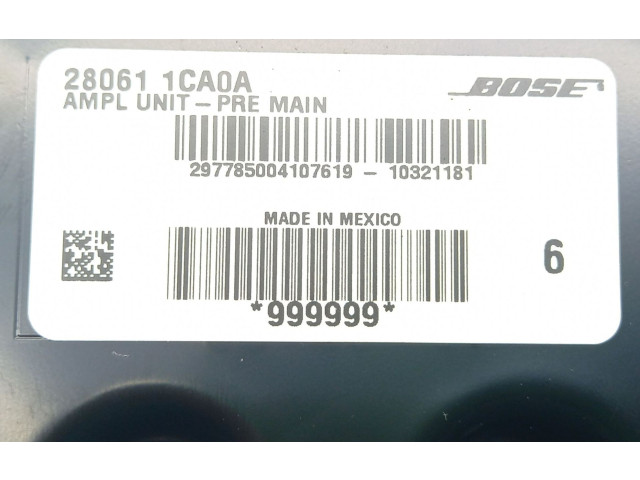 28061 1CA0A
AMPL UNIT-PRE MAIN
BOSE
297785004107619 - 10321181
MADE IN MEXICO
6
*999999*